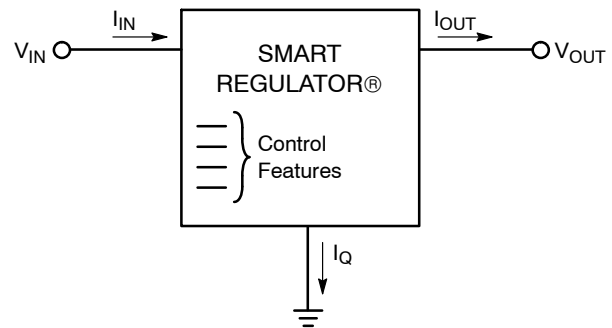 I_IN
I_OUT
V_IN
SMART
REGULATOR®
V_OUT
Control
Features
I_Q